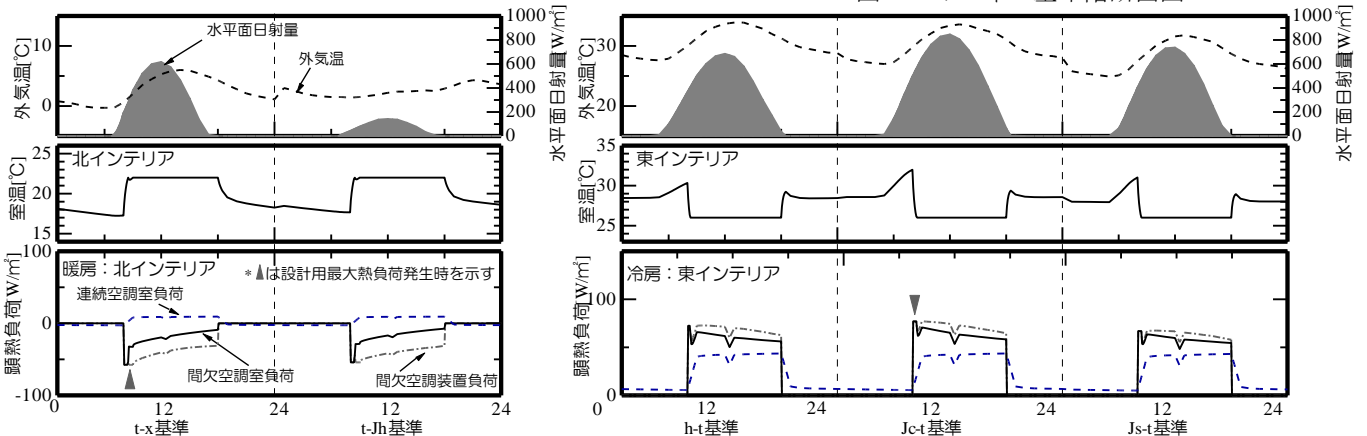 外気温[℃]
10
0
水平面日射量
外気温
1000
800
600
400
200
0
水平面日射量[W/㎡]
室温[℃]
25
20
15
北インテリア
顕熱負荷[W/㎡]
100
0
-100
暖房：北インテリア
*▲は設計用最大熱負荷発生時を示す
連続空調室負荷
間欠空調室負荷
間欠空調装置負荷
0
12
24
12
24
t-x基準
t-Jh基準
外気温[℃]
30
20
1000
800
600
400
200
0
水平面日射量[W/㎡]
室温[℃]
35
30
25
東インテリア
顕熱負荷[W/㎡]
100
0
冷房：東インテリア
0
12
24
12
24
12
24
h-t基準
Jc-t基準
Js-t基準